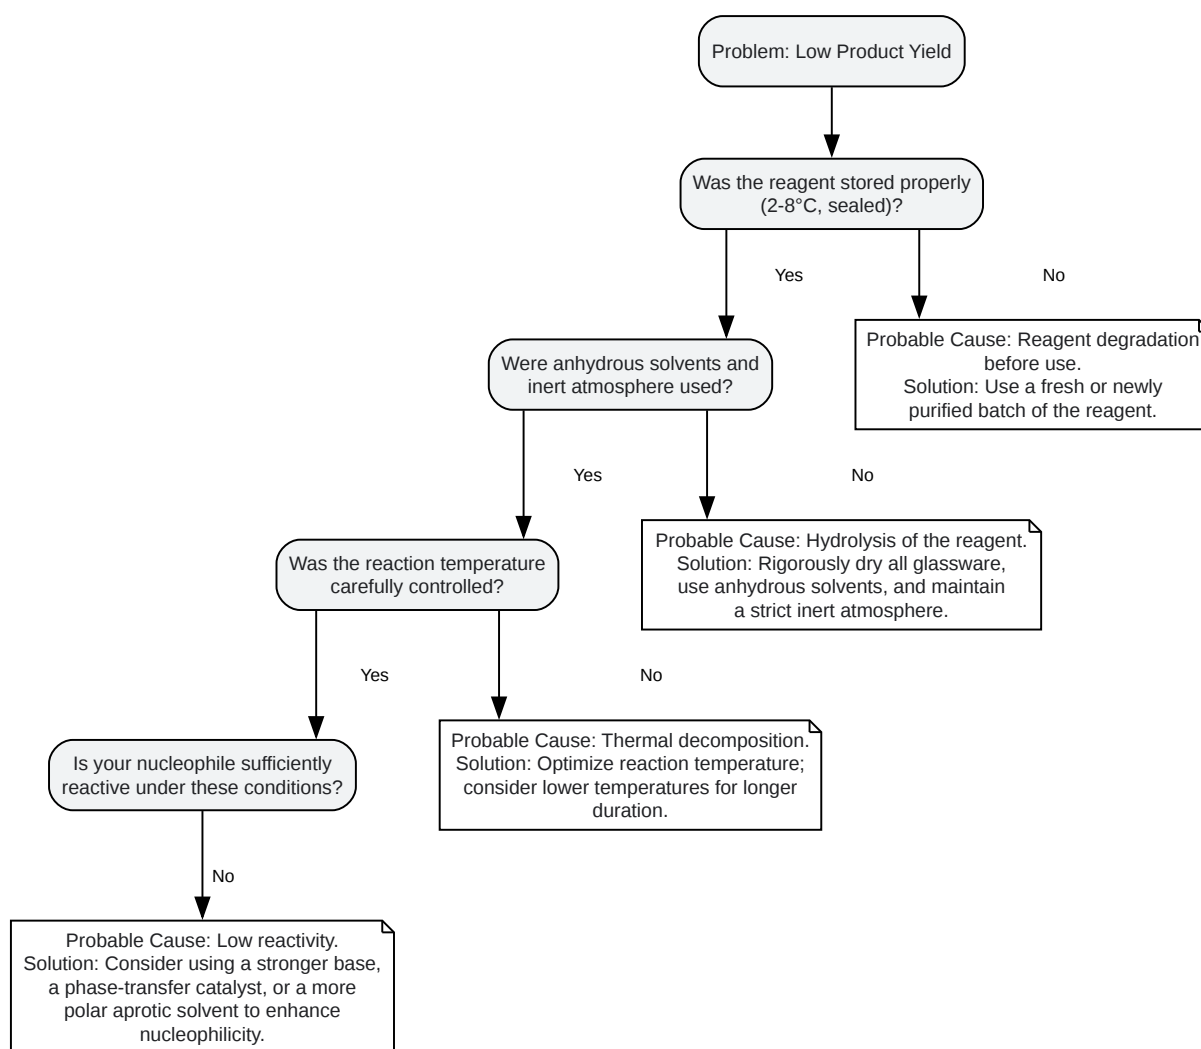 Problem: Low Product Yield
Was the reagent stored properly
(2-8°C, sealed)?
Yes
No
Probable Cause: Reagent degradation
before use.
Solution: Use a fresh or newly
purified batch of the reagent.
Were anhydrous solvents and
inert atmosphere used?
Yes
No
Probable Cause: Hydrolysis of the reagent.
Solution: Rigorously dry all glassware,
use anhydrous solvents, and maintain
a strict inert atmosphere.
Was the reaction temperature
carefully controlled?
Yes
No
Probable Cause: Thermal decomposition.
Solution: Optimize reaction temperature;
consider lower temperatures for longer
duration.
Is your nucleophile sufficiently
reactive under these conditions?
No
Probable Cause: Low reactivity.
Solution: Consider using a stronger base,
a phase-transfer catalyst, or a more
polar aprotic solvent to enhance
nucleophilicity.